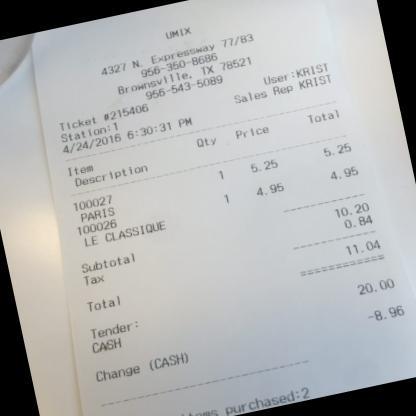 UMIX
4327 N. Expressway 77/83
956-350-8686
Brownsville, TX 78521
956-543-5089
Ticket #215406 User:KRIST
Station:1 Sales Rep KRIST
4/24/2016 6:30:31 PM
Item Qty Price Total
Description
100027 1 5.25 5.25
PARIS
100026 1 4.95 4.95
LE CLASSIQUE
Subtotal 10.20
Tax 0.84
Total 11.04
Tender:
CASH 20.00
Change (CASH) -8.96
items purchased:2